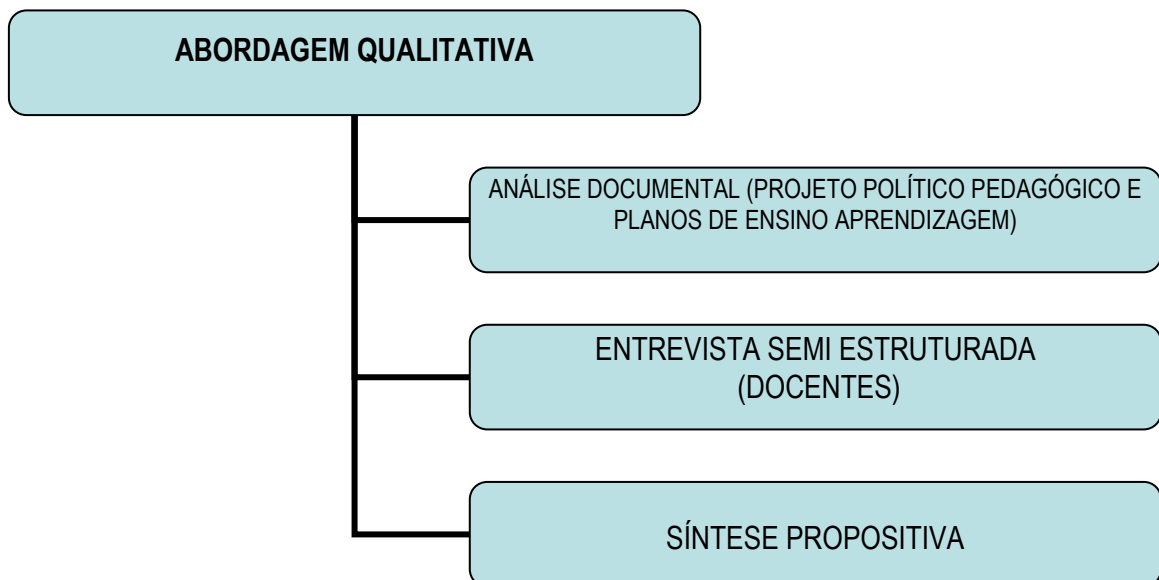 ABORDAGEM QUALITATIVA
ANÁLISE DOCUMENTAL (PROJETO POLÍTICO PEDAGÓGICO E
PLANOS DE ENSINO APRENDIZAGEM)
ENTREVISTA SEMI ESTRUTURADA
(DOCENTES)
SÍNTESE PROPOSITIVA